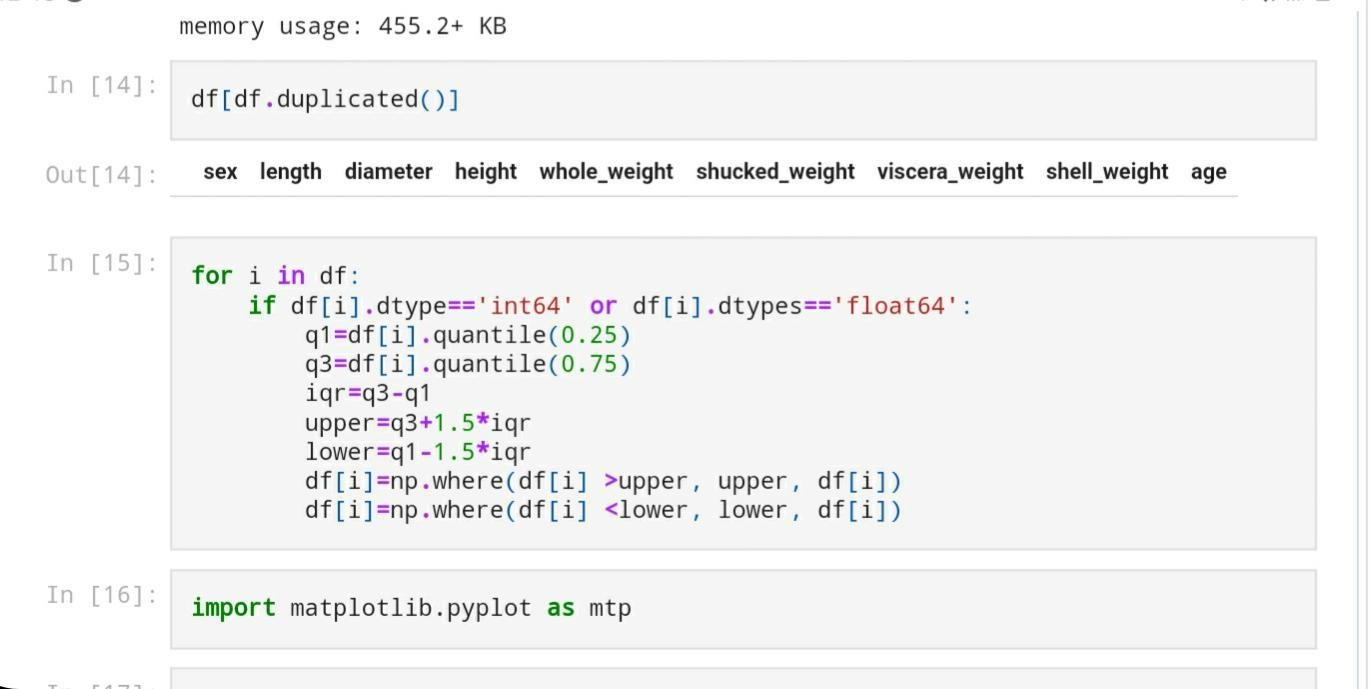 memory usage: 455.2+ KB
In [14]:
df[df.duplicated()]
Out[14]:
sex length diameter height whole_weight shucked_weight viscera_weight shell_weight age
In [15]:
for i in df:
    if df[i].dtype=='int64' or df[i].dtypes=='float64':
        q1=df[i].quantile(0.25)
        q3=df[i].quantile(0.75)
        iqr=q3-q1
        upper=q3+1.5*iqr
        lower=q1-1.5*iqr
        df[i]=np.where(df[i] >upper, upper, df[i])
        df[i]=np.where(df[i] <lower, lower, df[i])
In [16]:
import matplotlib.pyplot as mtp